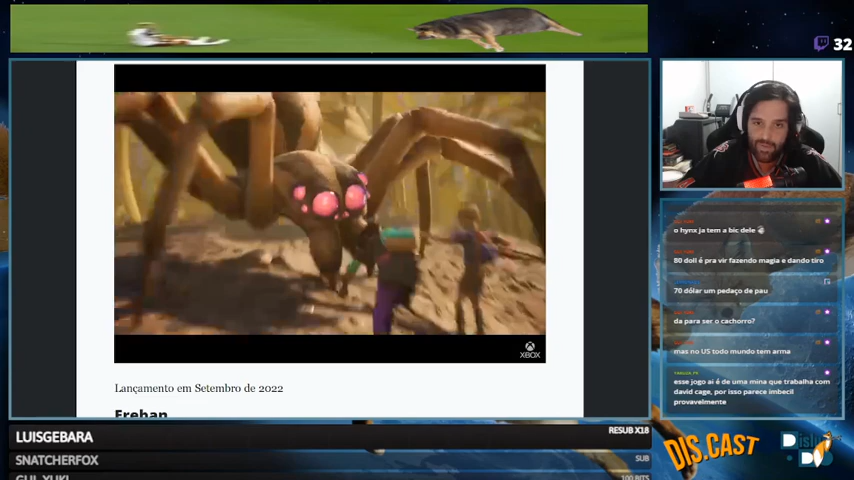 32
XBOX
Lançamento em Setembro de 2022
o hynx ja tem a bic dele
80 doll é pra vir fazendo magia e dando tiro
70 dólar um pedaço de pau
da para ser o cachorro?
mas no US todo mundo tem arma
esse jogo ai é de uma mina que trabalha com
david cage, por isso parece imbecil
provavelmente
LUISGEBARA
RESUB X18
SNATCHERFOX
SUB
100 BITS
DIS.CAST